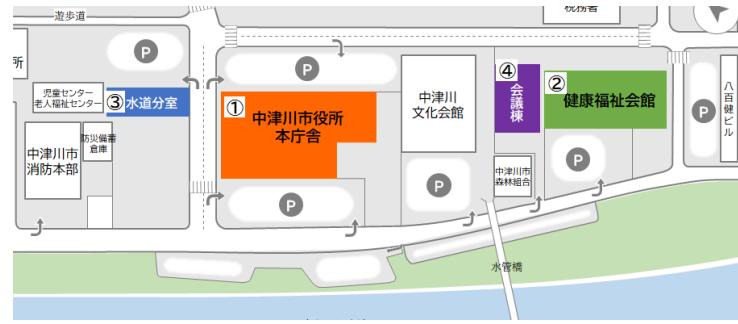 遊歩道
税務署
P
P
所
児童センター
老人福祉センター
③水道分室
①
中津川市役所
本庁舎
中津川
文化会館
④
会議棟
②
健康福祉会館
P
八百健ビル
中津川市
消防本部
防災備蓄
倉庫
P
P
中津川市
森林組合
P
水管橋